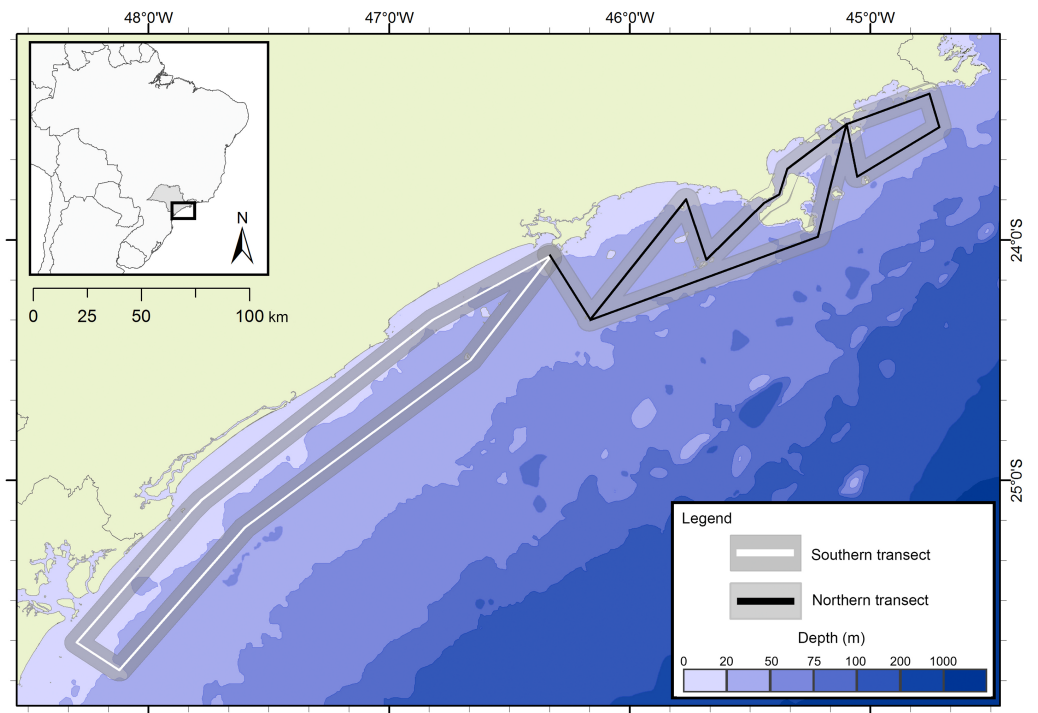 48°0'W 47°0'W 46°0'W 45°0'W
N
0 25 50 100 km
24°0'S
25°0'S
Legend
Southern transect
Northern transect
Depth (m)
0 20 50 75 100 200 1000